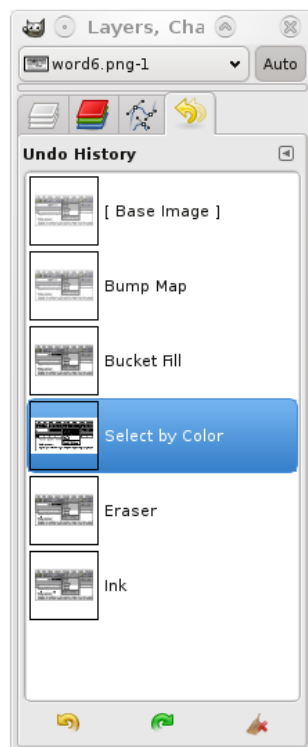 Layers, Cha
word6.png-1
Auto
Undo History
[ Base Image ]
Bump Map
Bucket Fill
Select by Color
Eraser
Ink